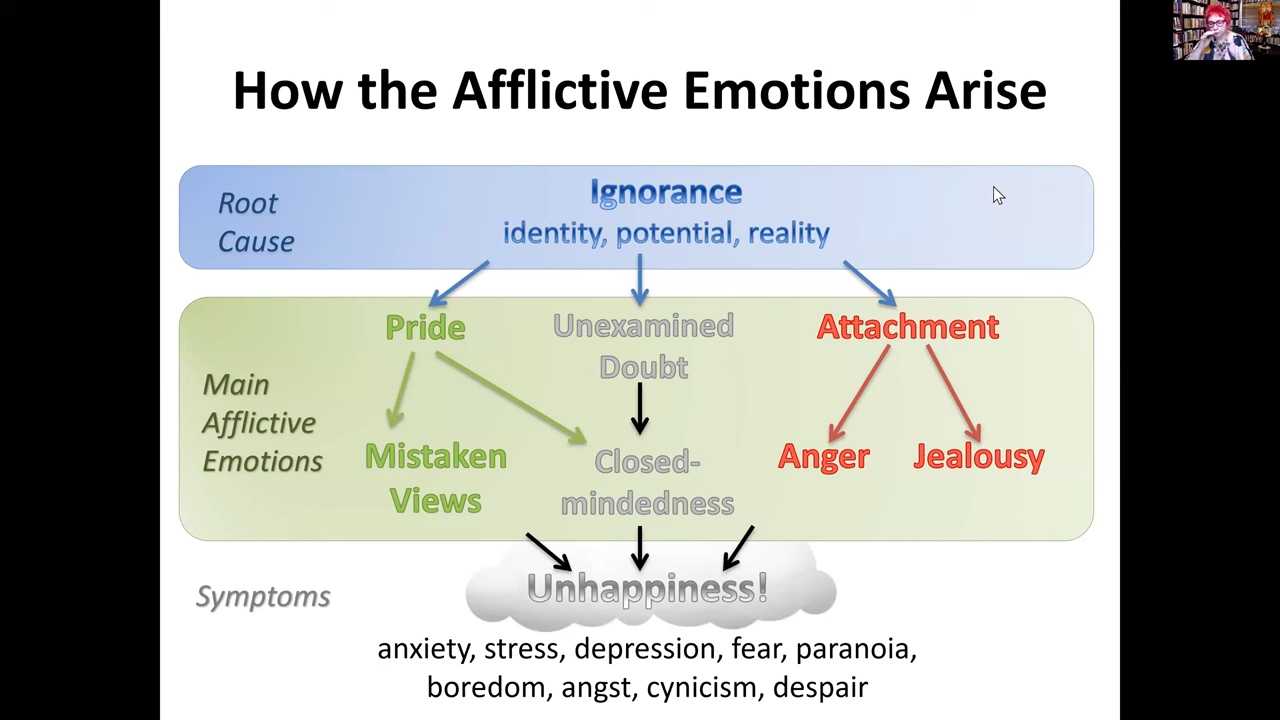 How the Afflictive Emotions Arise
Root
Cause
Ignorance
identity, potential, reality
Main
Afflictive
Emotions
Pride
Unexamined
Doubt
Attachment
Mistaken
Views
Closed-
mindedness
Anger
Jealousy
Symptoms
Unhappiness!
anxiety, stress, depression, fear, paranoia,
boredom, angst, cynicism, despair